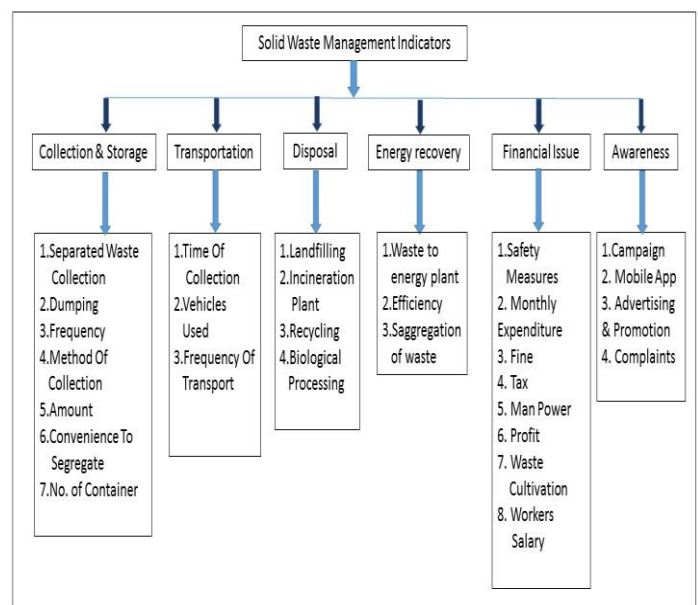 Solid Waste Management Indicators
Collection & Storage
Transportation
Disposal
Energy recovery
Financial Issue
Awareness
1.Separated Waste
Collection
2.Dumping
3.Frequency
4.Method Of
Collection
5.Amount
6.Convenience To
Segregate
7.No. of Container
1.Time Of
Collection
2.Vehicles
Used
3.Frequency Of
Transport
1.Landfilling
2.Incineration
Plant
3.Recycling
4.Biological
Processing
1.Waste to
energy plant
2.Efficiency
3.Saggregation
of waste
1.Safety
Measures
2. Monthly
Expenditure
3. Fine
4. Tax
5. Man Power
6. Profit
7. Waste
Cultivation
8. Workers
Salary
1.Campaign
2. Mobile App
3. Advertising
& Promotion
4. Complaints